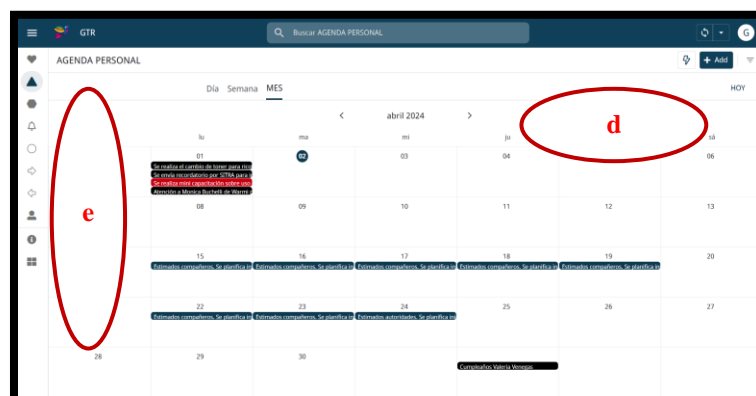 GTR
Buscar AGENDA PERSONAL
G
AGENDA PERSONAL
+ Add
Día Semana MES
HOY
< abril 2024 >
d
lu ma mi ju sá
01 02 03 04 06
Se realiza el cambio de toner para rico
Se envía recordatorio por SITRA para
Se realiza mini capacitación sobre uso
Atención a Monica Buchelli de Warmi
e
08 09 10 11 12 13
15 16 17 18 19 20
Estimados compañeros. Se planifica in Estimados compañeros. Se planifica in Estimados compañeros. Se planifica in Estimados compañeros. Se planifica in Estimados compañeros. Se planifica in
22 23 24 25 26 27
Estimados compañeros. Se planifica in Estimados compañeros. Se planifica in Estimados autoridades. Se planifica in
28 29 30
Cumpleaños Valeria Venegas